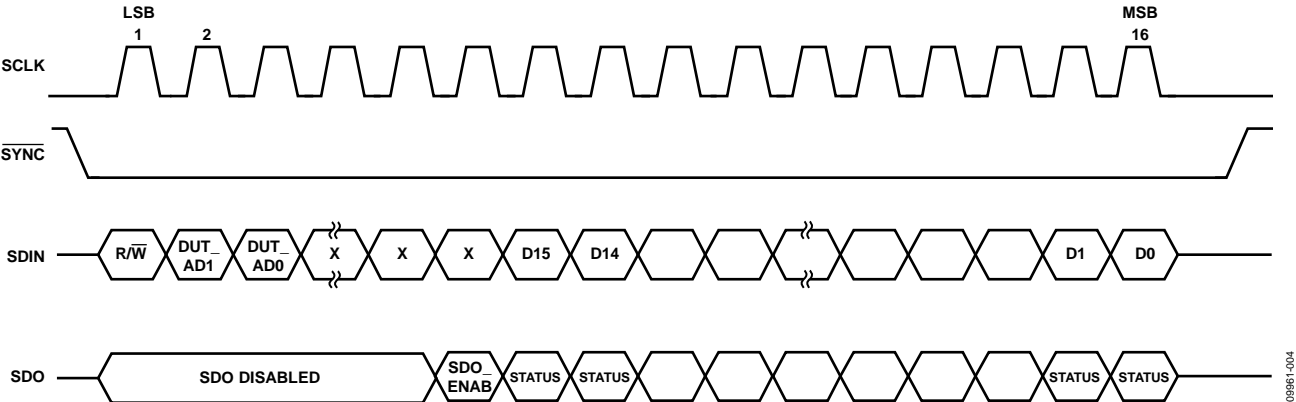 LSB MSB
1 2 16
SCLK
SYNC
SDIN R/W DUT_ AD1 DUT_ AD0 X X X D15 D14 D1 D0
SDO SDO DISABLED SDO_ ENAB STATUS STATUS STATUS STATUS
09961-004